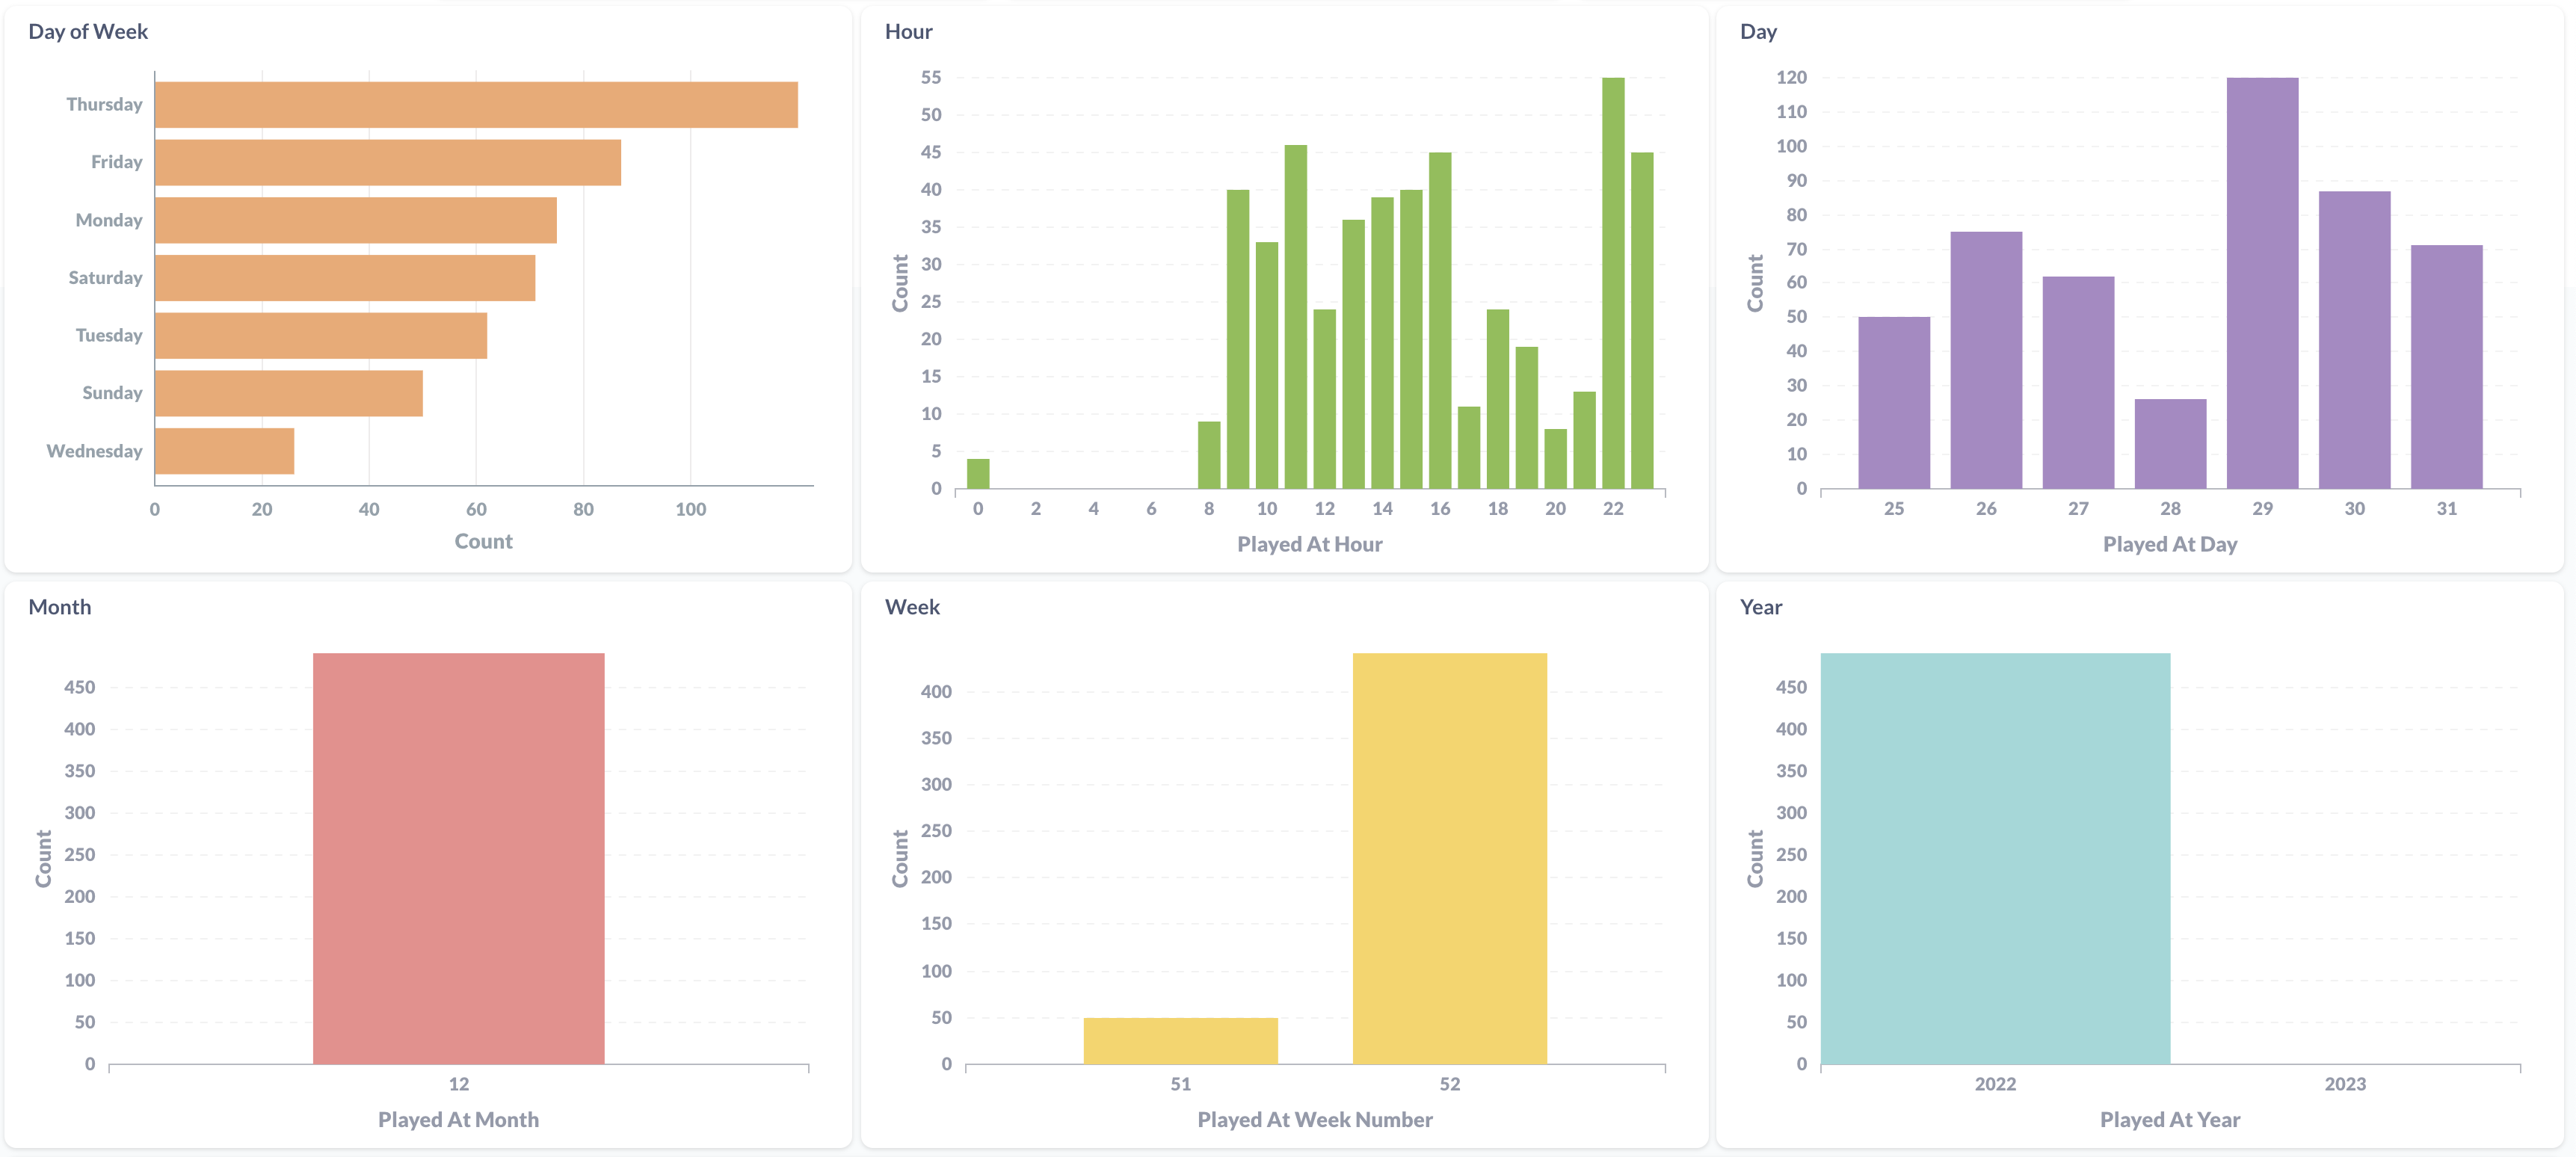 Day of Week
Thursday
Friday
Monday
Saturday
Tuesday
Sunday
Wednesday
0 20 40 60 80 100
Count
Hour
55
50
45
40
35
30
25
20
15
10
5
0
Count
0 2 4 6 8 10 12 14 16 18 20 22
Played At Hour
Day
120
110
100
90
80
70
60
50
40
30
20
10
0
Count
25 26 27 28 29 30 31
Played At Day
Month
450
400
350
300
250
200
150
100
50
0
Count
12
Played At Month
Week
400
350
300
250
200
150
100
50
0
Count
51 52
Played At Week Number
Year
450
400
350
300
250
200
150
100
50
0
Count
2022 2023
Played At Year